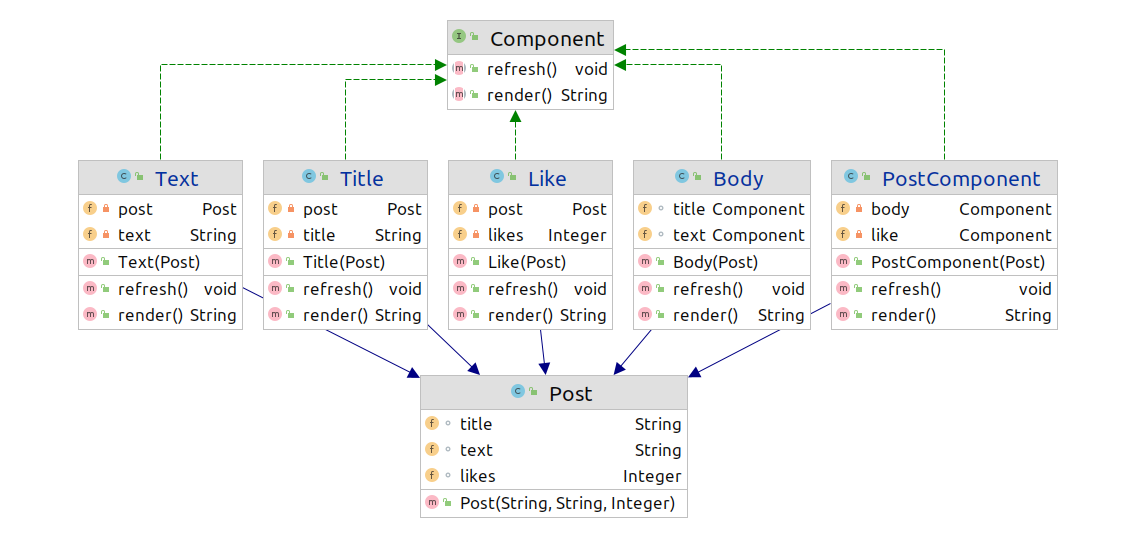 Component
refresh() void
render() String
Text
post Post
text String
Text(Post)
refresh() void
render() String
Title
post Post
title String
Title(Post)
refresh() void
render() String
Like
post Post
likes Integer
Like(Post)
refresh() void
render() String
Body
title Component
text Component
Body(Post)
refresh() void
render() String
PostComponent
body Component
like Component
PostComponent(Post)
refresh() void
render() String
Post
title String
text String
likes Integer
Post(String, String, Integer)